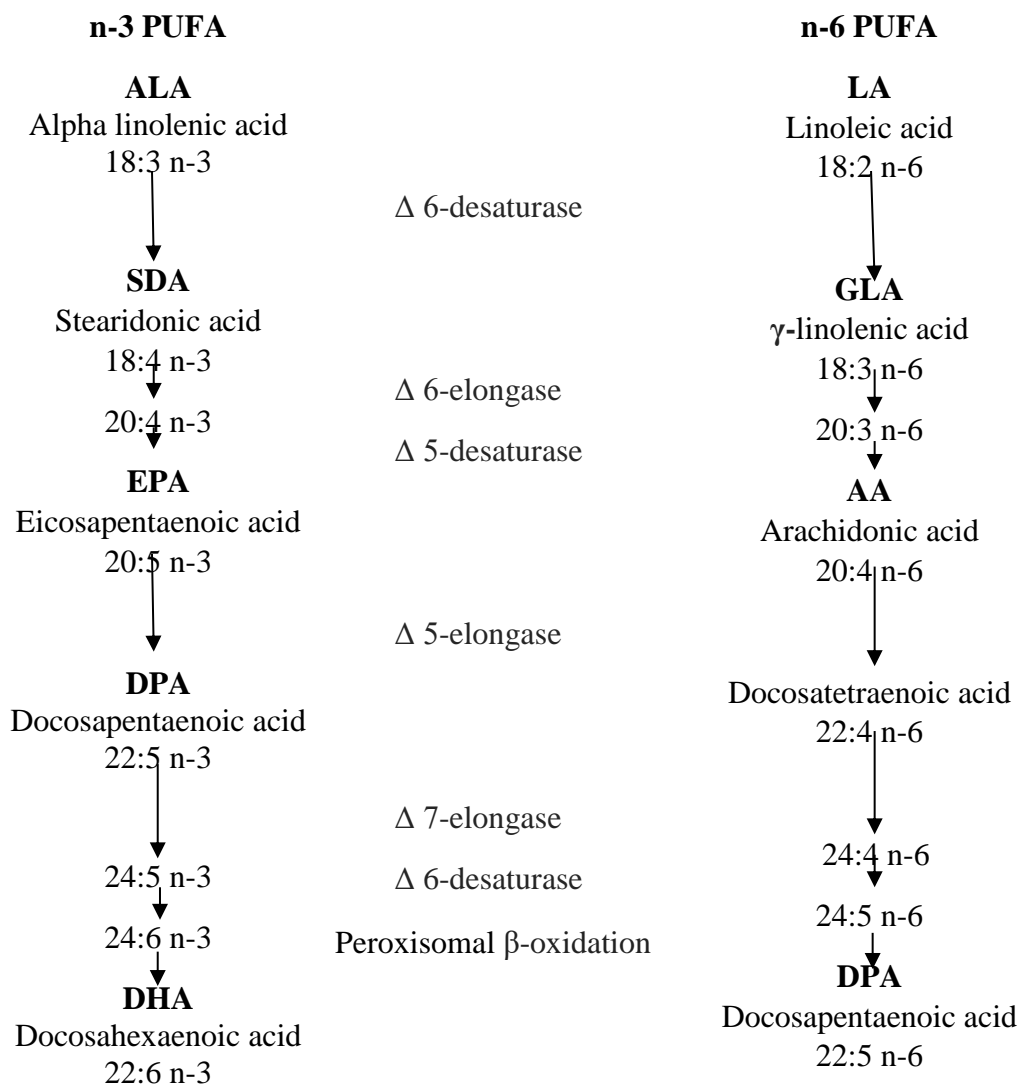 n-3 PUFA
n-6 PUFA
ALA
Alpha linolenic acid
18:3 n-3
LA
Linoleic acid
18:2 n-6
Δ 6-desaturase
SDA
Stearidonic acid
18:4 n-3
GLA
γ-linolenic acid
18:3 n-6
Δ 6-elongase
20:4 n-3
20:3 n-6
Δ 5-desaturase
EPA
Eicosapentaenoic acid
20:5 n-3
AA
Arachidonic acid
20:4 n-6
Δ 5-elongase
DPA
Docosapentaenoic acid
22:5 n-3
Docosatetraenoic acid
22:4 n-6
Δ 7-elongase
24:5 n-3
24:4 n-6
Δ 6-desaturase
24:6 n-3
24:5 n-6
Peroxisomal β-oxidation
DHA
Docosahexaenoic acid
22:6 n-3
DPA
Docosapentaenoic acid
22:5 n-6